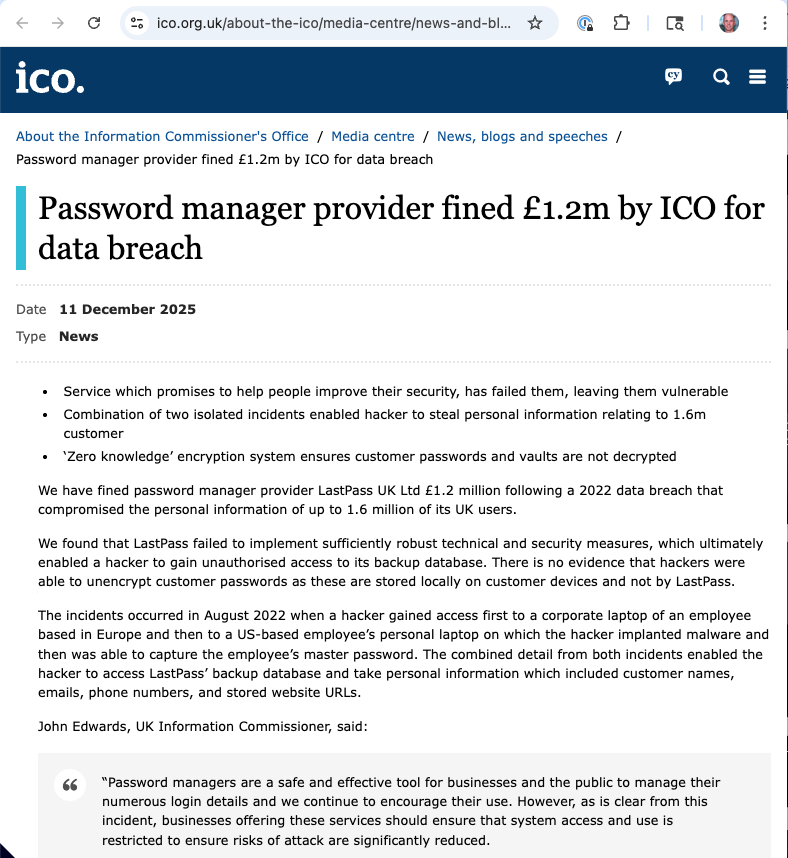 ico.org.uk/about-the-ico/media-centre/news-and-bl...
ico.
cy
About the Information Commissioner's Office / Media centre / News, blogs and speeches /
Password manager provider fined £1.2m by ICO for data breach
Password manager provider fined £1.2m by ICO for
data breach
Date 11 December 2025
Type News
• Service which promises to help people improve their security, has failed them, leaving them vulnerable
• Combination of two isolated incidents enabled hacker to steal personal information relating to 1.6m
customer
• ‘Zero knowledge’ encryption system ensures customer passwords and vaults are not decrypted
We have fined password manager provider LastPass UK Ltd £1.2 million following a 2022 data breach that
compromised the personal information of up to 1.6 million of its UK users.
We found that LastPass failed to implement sufficiently robust technical and security measures, which ultimately
enabled a hacker to gain unauthorised access to its backup database. There is no evidence that hackers were
able to unencrypt customer passwords as these are stored locally on customer devices and not by LastPass.
The incidents occurred in August 2022 when a hacker gained access first to a corporate laptop of an employee
based in Europe and then to a US-based employee’s personal laptop on which the hacker implanted malware and
then was able to capture the employee’s master password. The combined detail from both incidents enabled the
hacker to access LastPass’ backup database and take personal information which included customer names,
emails, phone numbers, and stored website URLs.
John Edwards, UK Information Commissioner, said:
“Password managers are a safe and effective tool for businesses and the public to manage their
numerous login details and we continue to encourage their use. However, as is clear from this
incident, businesses offering these services should ensure that system access and use is
restricted to ensure risks of attack are significantly reduced.